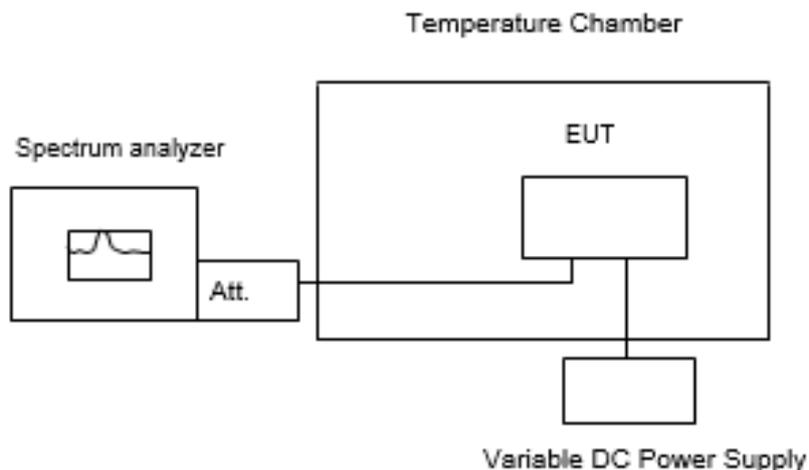 Temperature Chamber
EUT
Spectrum analyzer
Att.
Variable DC Power Supply